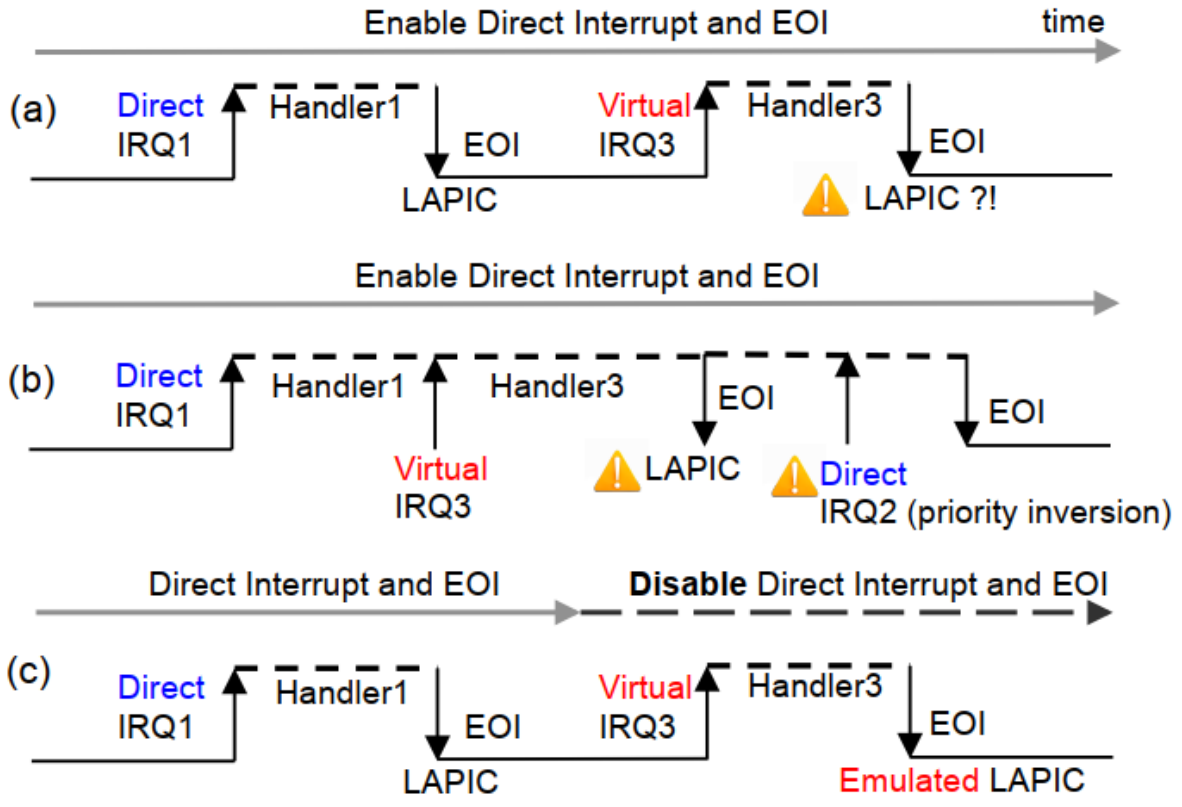 Enable Direct Interrupt and EOI time
(a) Direct Handler1 Virtual Handler3
IRQ1 EOI IRQ3 EOI
LAPIC LAPIC ?!
Enable Direct Interrupt and EOI
(b) Direct Handler1 Handler3 EOI EOI
IRQ1
Virtual LAPIC Direct
IRQ3 IRQ2 (priority inversion)
Direct Interrupt and EOI Disable Direct Interrupt and EOI
(c) Direct Handler1 Virtual Handler3
IRQ1 EOI IRQ3 EOI
LAPIC Emulated LAPIC